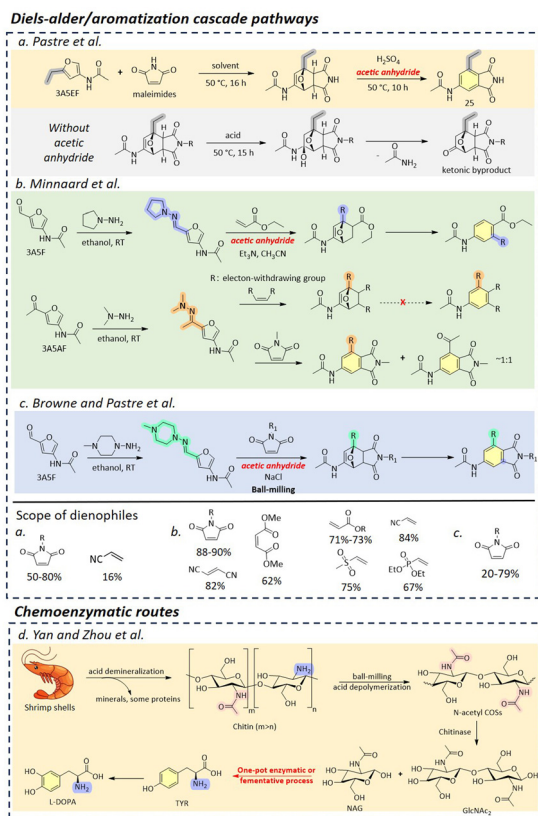 Diels-alder/aromatization cascade pathways
a. Pastre et al.
3A5EF
+
maleimides
solvent
50 °C, 16 h
H2SO4
acetic anhydride
50 °C, 10 h
25
Without
acetic
anhydride
acid
50 °C, 15 h
ketonic byproduct
b. Minnaard et al.
3A5F
ethanol, RT
acetic anhydride
Et3N, CH3CN
R: electon-withdrawing group
3A5AF
ethanol, RT
X
+
~1:1
c. Browne and Pastre et al.
3A5F
ethanol, RT
acetic anhydride
NaCl
Ball-milling
Scope of dienophiles
a.
50-80%
16%
b.
88-90%
82%
62%
71%-73%
84%
75%
67%
c.
20-79%
Chemoenzymatic routes
d. Yan and Zhou et al.
Shrimp shells
acid demineralization
minerals, some proteins
Chitin (m>n)
ball-milling
acid depolymerization
N-acetyl COSs
Chitinase
L-DOPA
TYR
One-pot enzymatic or
fementative process
NAG
+
GlcNAc2